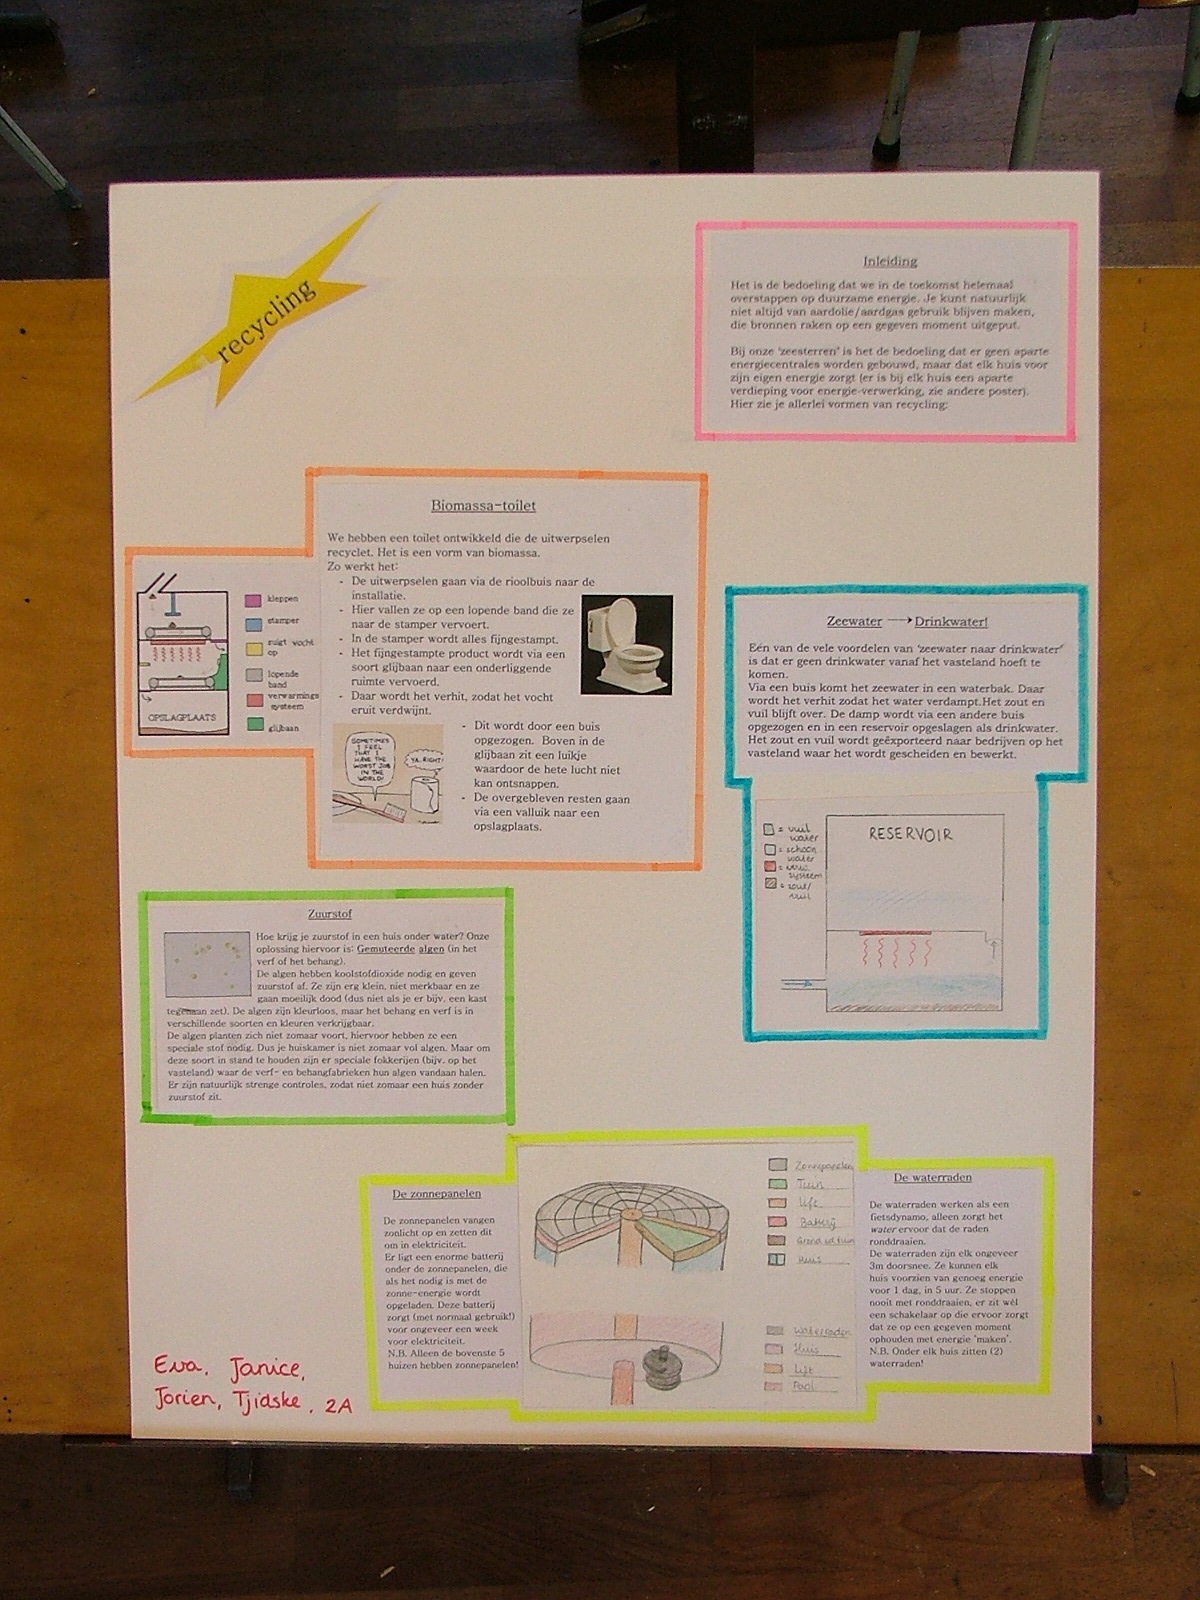 recycling
Inleiding
Het is de bedoeling dat we in de toekomst helemaal
overstappen op duurzame energie. Je kunt natuurlijk
niet altijd van aardolie/aardgas gebruik blijven maken,
die bronnen raken op een gegeven moment uitgeput.
Bij onze 'zeesterren' is het de bedoeling dat er geen aparte
energiecentrales worden gebouwd, maar dat elk huis voor
zijn eigen energie zorgt (er is bij elk huis een aparte
verdieping voor energie-verwerking, zie andere poster).
Hier zie je allerlei vormen van recycling:
Biomassa-toilet
We hebben een toilet ontwikkeld die de uitwerpselen
recyclet. Het is een vorm van biomassa.
Zo werkt het:
- De uitwerpselen gaan via de rioolbuis naar de
installatie.
- Hier vallen ze op een lopende band die ze
naar de stamper vervoert.
- In de stamper wordt alles fijngestampt.
- Het fijngestampte product wordt via een
soort glijbaan naar een onderliggende
ruimte vervoerd.
- Daar wordt het verhit, zodat het vocht
eruit verdwijnt.
- Dit wordt door een buis
opgezogen. Boven in de
glijbaan zit een luikje
waardoor de hete lucht niet
kan ontsnappen.
- De overgebleven resten gaan
via een valluik naar een
opslagplaats.
kleppen
stamper
zuigt vocht
op
lopende
band
verwarmings
systeem
glijbaan
OPSLAGPLAATS
SOMETIMES
I FEEL
THAT I
HAVE THE
WORST JOB
IN THE
WORLD!
YA, RIGHT!
Zeewater → Drinkwater!
Eén van de vele voordelen van 'zeewater naar drinkwater'
is dat er geen drinkwater vanaf het vasteland hoeft te
komen.
Via een buis komt het zeewater in een waterbak. Daar
wordt het verhit zodat het water verdampt.Het zout en
vuil blijft over. De damp wordt via een andere buis
opgezogen en in een reservoir opgeslagen als drinkwater.
Het zout en vuil wordt geëxporteerd naar bedrijven op het
vasteland waar het wordt gescheiden en bewerkt.
= vuil
water
= schoon
water
= verw.
systeem
= zout/
vuil
RESERVOIR
Zuurstof
Hoe krijg je zuurstof in een huis onder water? Onze
oplossing hiervoor is: Gemuteerde algen (in het
verf of het behang).
De algen hebben koolstofdioxide nodig en geven
zuurstof af. Ze zijn erg klein, niet merkbaar en ze
gaan moeilijk dood (dus niet als je er bijv. een kast
tegenaan zet). De algen zijn kleurloos, maar het behang en verf is in
verschillende soorten en kleuren verkrijgbaar.
De algen planten zich niet zomaar voort, hiervoor hebben ze een
speciale stof nodig. Dus je huiskamer is niet zomaar vol algen. Maar om
deze soort in stand te houden zijn er speciale fokkerijen (bijv. op het
vasteland) waar de verf- en behangfabrieken hun algen vandaan halen.
Er zijn natuurlijk strenge controles, zodat niet zomaar een huis zonder
zuurstof zit.
De zonnepanelen
De zonnepanelen vangen
zonlicht op en zetten dit
om in elektriciteit.
Er ligt een enorme batterij
onder de zonnepanelen, die
als het nodig is met de
zonne-energie wordt
opgeladen. Deze batterij
zorgt (met normaal gebruik!)
voor ongeveer een week
voor elektriciteit.
N.B. Alleen de bovenste 5
huizen hebben zonnepanelen!
Zonnepanelen
Tuin
Lift
Batterij
Grond v/d tuin
Huis
Waterraden
Huis
Lift
Paal
De waterraden
De waterraden werken als een
fietsdynamo, alleen zorgt het
water ervoor dat de raden
ronddraaien.
De waterraden zijn elk ongeveer
3m doorsnee. Ze kunnen elk
huis voorzien van genoeg energie
voor 1 dag, in 5 uur. Ze stoppen
nooit met ronddraaien, er zit wel
een schakelaar op die ervoor zorgt
dat ze op een gegeven moment
ophouden met energie 'maken'.
N.B. Onder elk huis zitten (2)
waterraden!
Eva, Janice,
Jorien, Tjidske, 2A